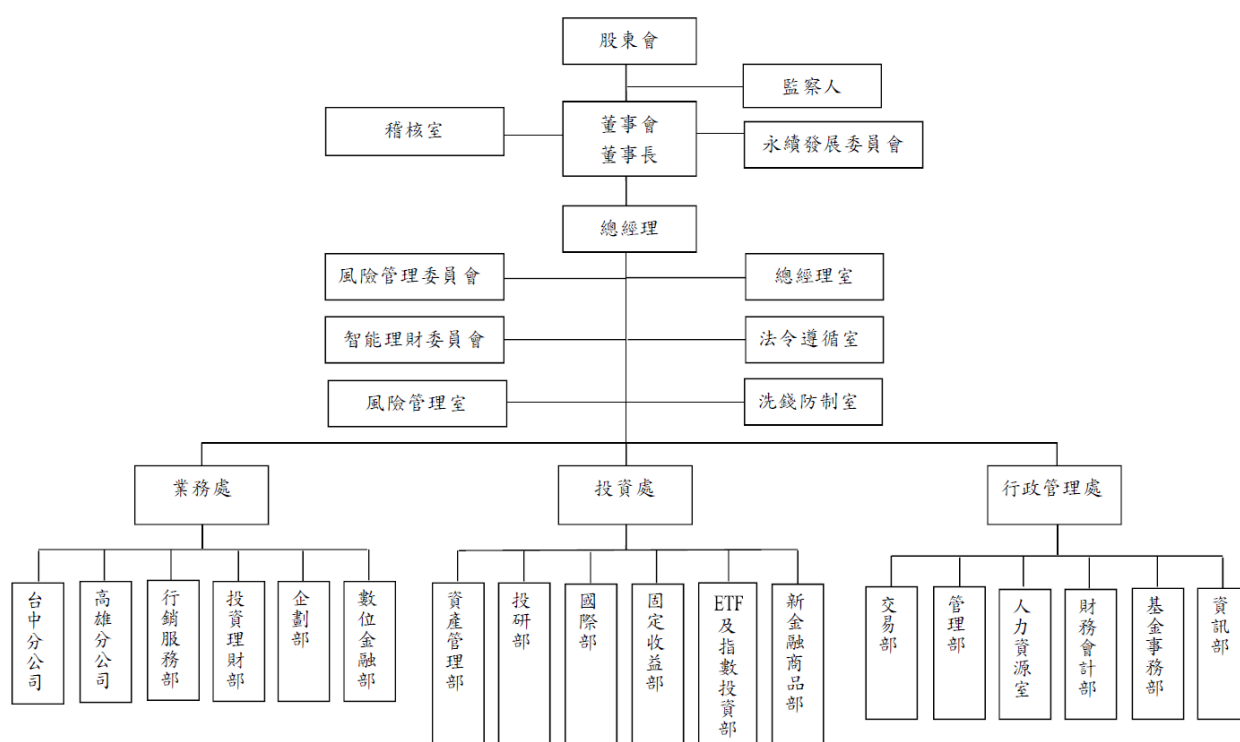 股東會
監察人
稽核室
董事會
董事長
永續發展委員會
總經理
風險管理委員會
總經理室
智能理財委員會
法令遵循室
風險管理室
洗錢防制室
業務處
投資處
行政管理處
台中分公司
高雄分公司
行銷服務部
投資理財部
企劃部
數位金融部
資產管理部
投研部
國際部
固定收益部
ETF及指數投資部
新金融商品部
交易部
管理部
人力資源室
財務會計部
基金事務部
資訊部